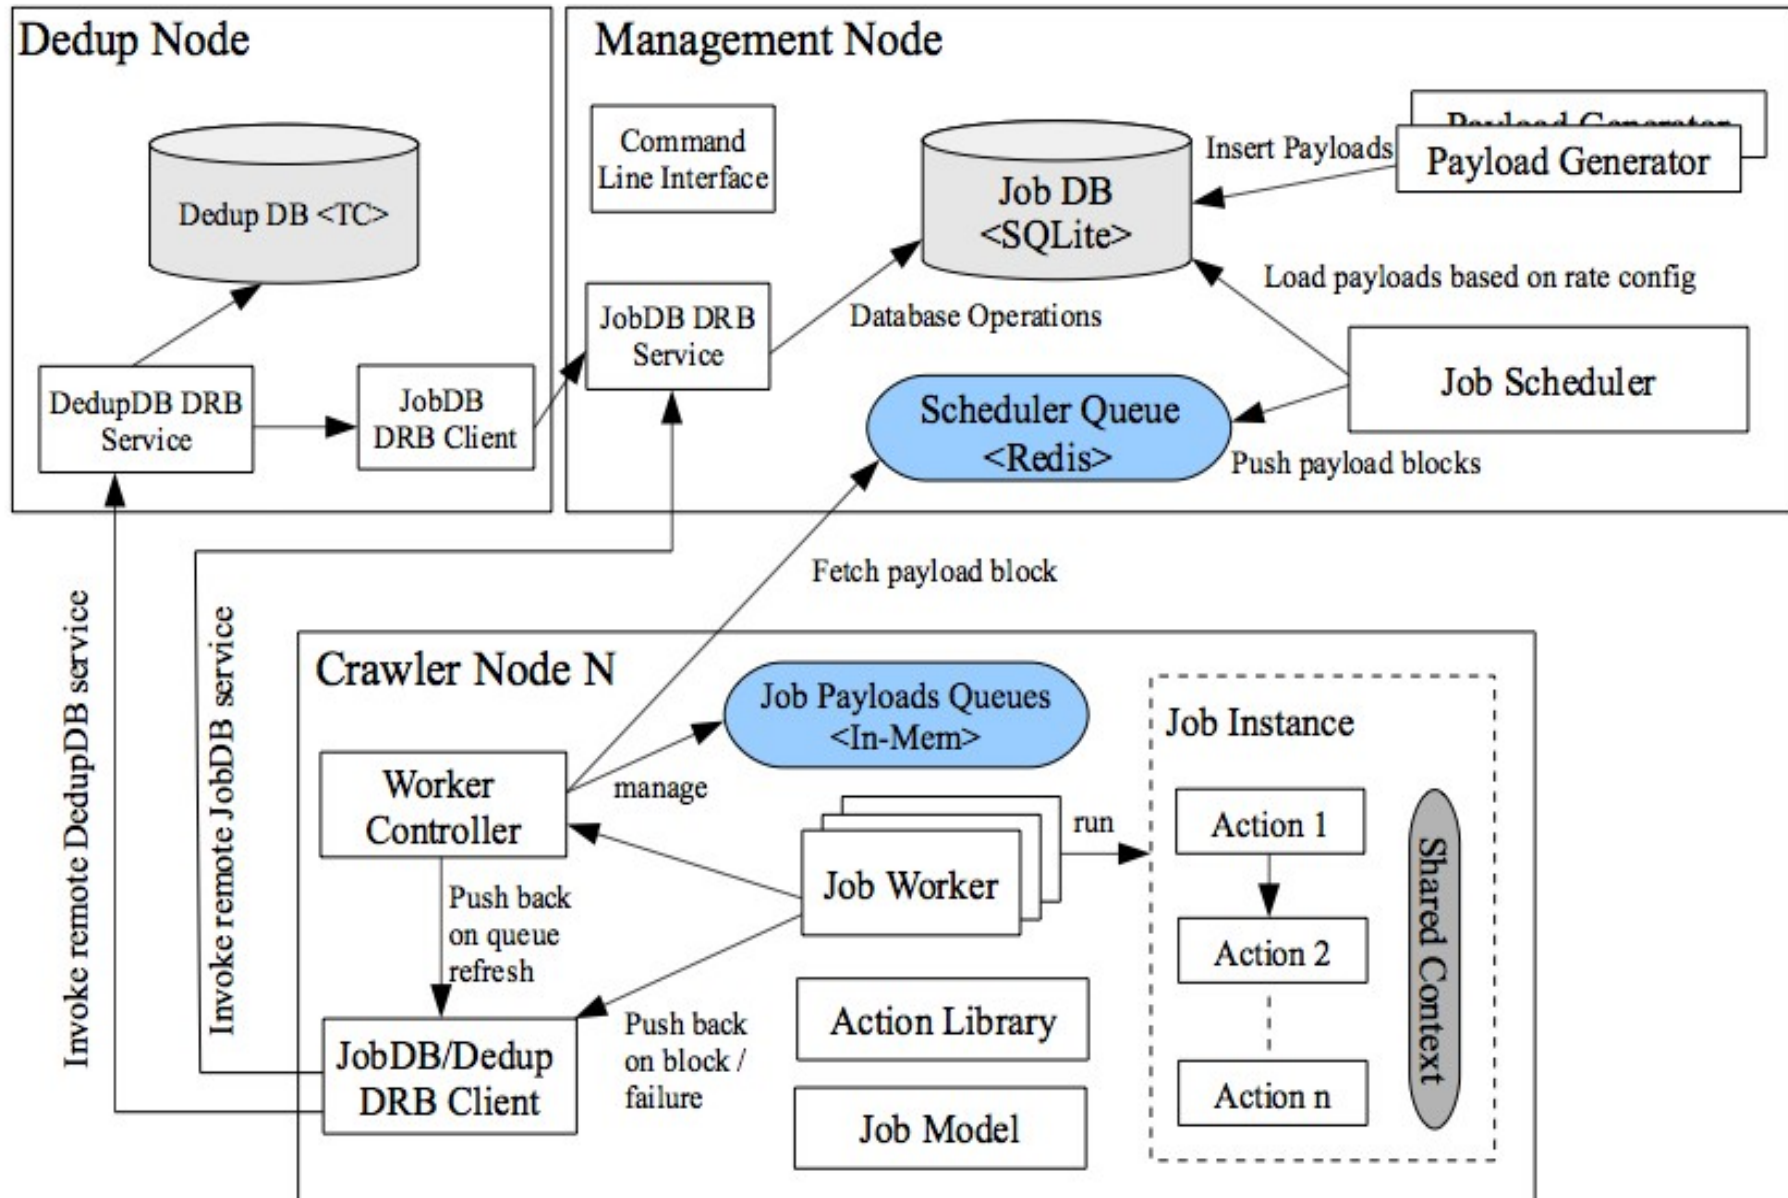 Dedup Node
Dedup DB <TC>
DedupDB DRB
Service
JobDB
DRB Client
Management Node
Command
Line Interface
Job DB
<SQLite>
Insert Payloads
Payload Generator
Payload Generator
Load payloads based on rate config
JobDB DRB
Service
Database Operations
Job Scheduler
Scheduler Queue
<Redis>
Push payload blocks
Fetch payload block
Invoke remote DedupDB service
Invoke remote JobDB service
Crawler Node N
Job Payloads Queues
<In-Mem>
Worker
Controller
manage
Job Worker
run
Push back
on queue
refresh
JobDB/Dedup
DRB Client
Push back
on block /
failure
Action Library
Job Model
Job Instance
Action 1
Action 2
Action n
Shared Context